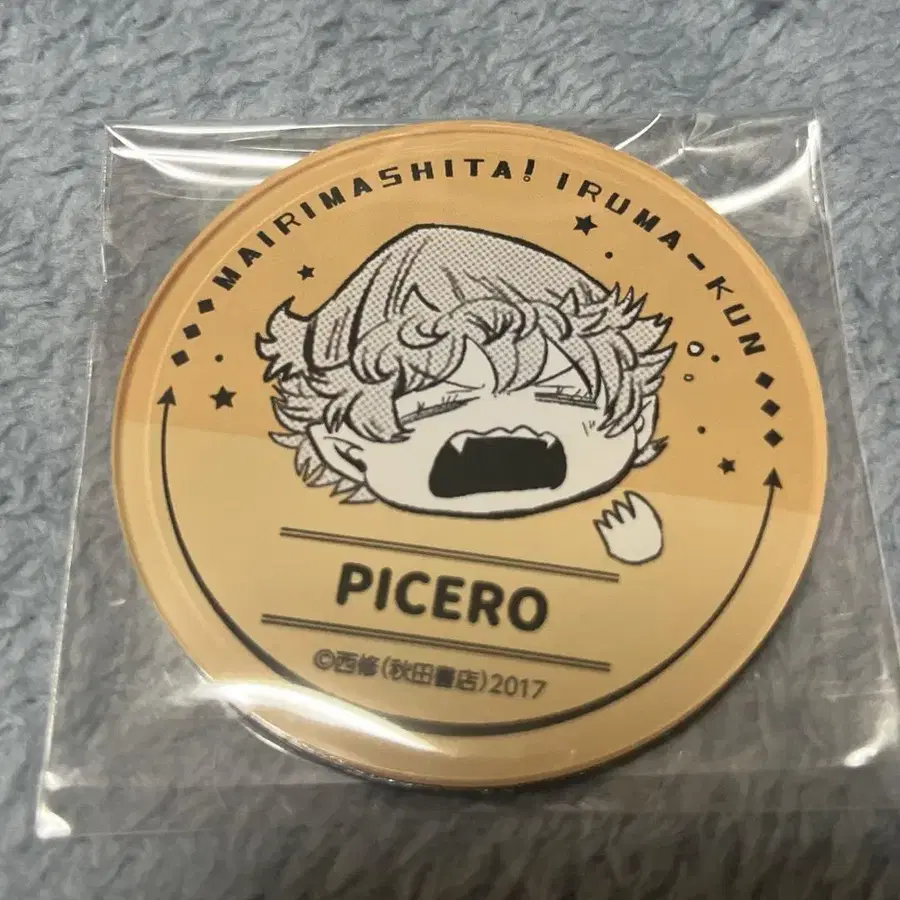 MAIRIMASHITA! IRUMA-KUN
PICERO
©西修(秋田書店)2017